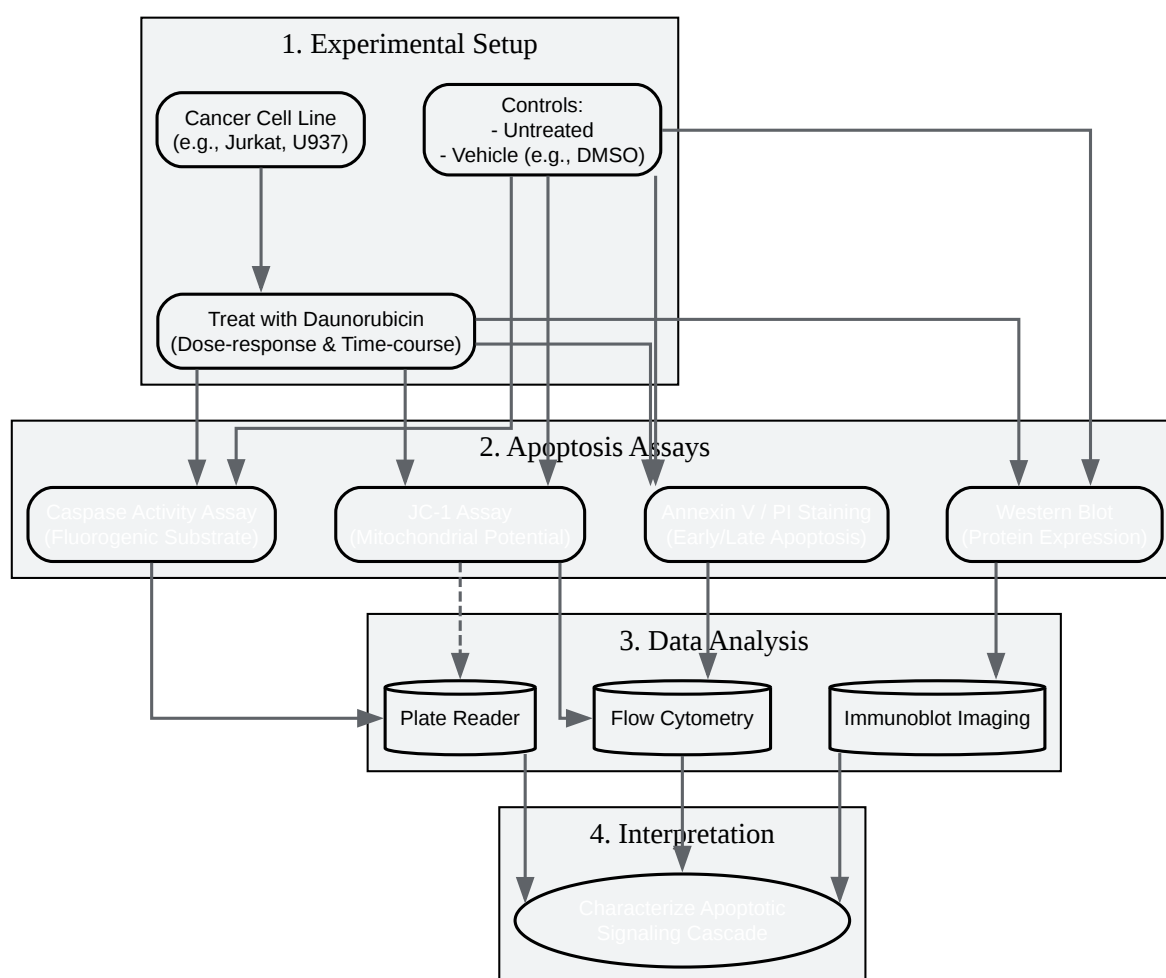 1. Experimental Setup
Cancer Cell Line
(e.g., Jurkat, U937)
Controls:
- Untreated
- Vehicle (e.g., DMSO)
Treat with Daunorubicin
(Dose-response & Time-course)
2. Apoptosis Assays
Caspase Activity Assay
(Fluorogenic Substrate)
JC-1 Assay
(Mitochondrial Potential)
Annexin V / PI Staining
(Early/Late Apoptosis)
Western Blot
(Protein Expression)
3. Data Analysis
Plate Reader
Flow Cytometry
Immunoblot Imaging
4. Interpretation
Characterize Apoptotic
Signaling Cascade